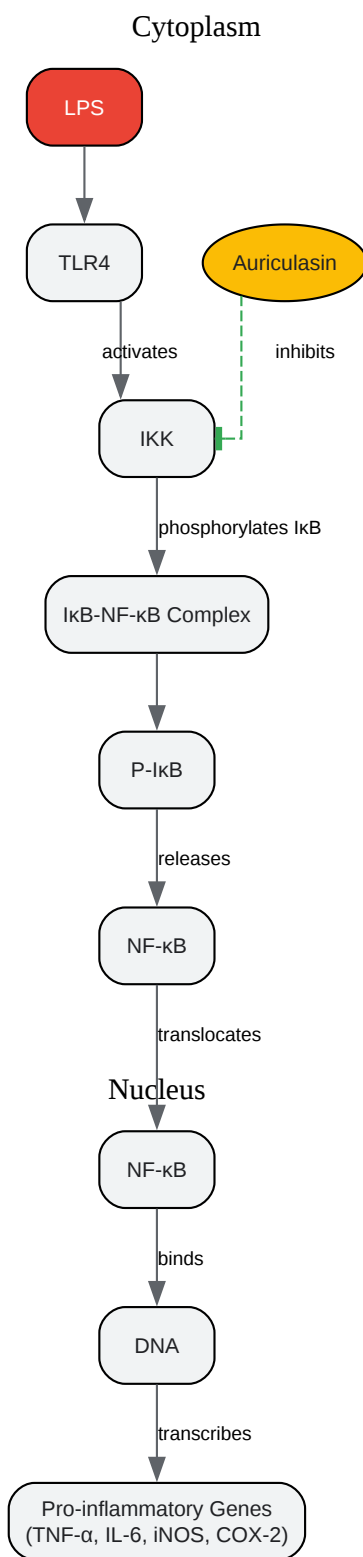 Cytoplasm
LPS
TLR4
Auriculasin
activates
inhibits
IKK
phosphorylates IκB
IκB-NF-κB Complex
P-IκB
releases
NF-κB
translocates
Nucleus
NF-κB
binds
DNA
transcribes
Pro-inflammatory Genes
(TNF-α, IL-6, iNOS, COX-2)